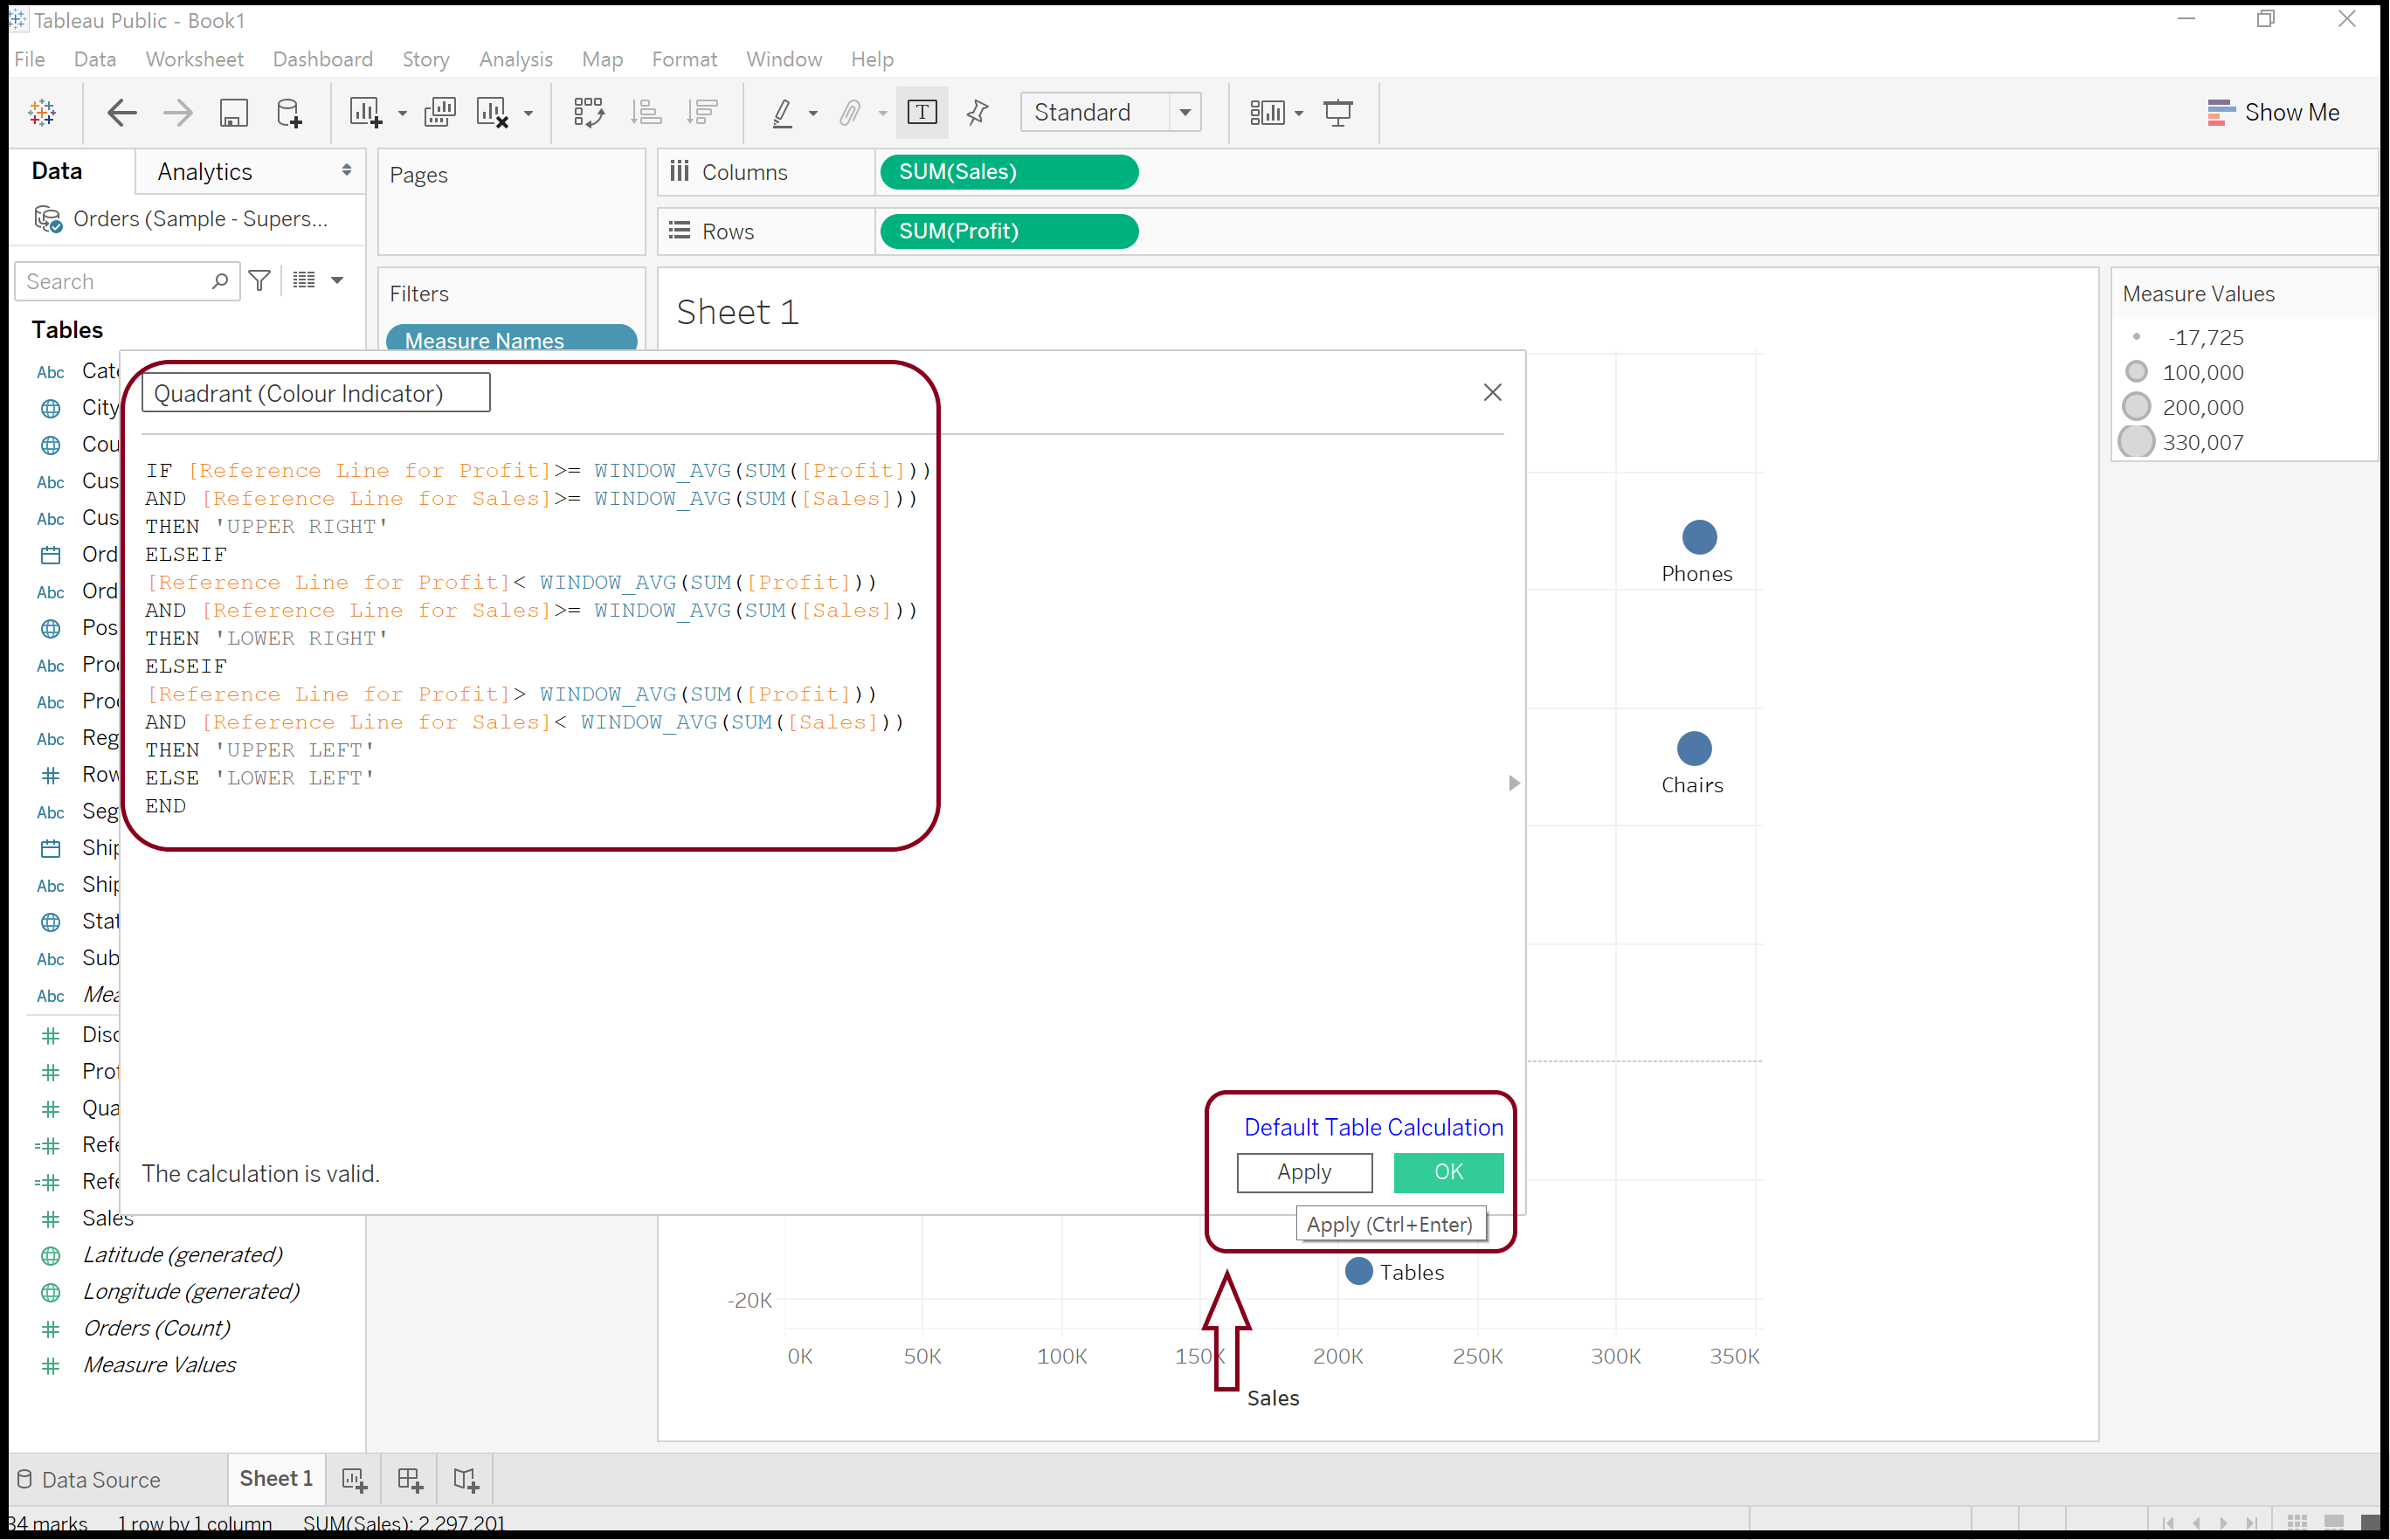 Tableau Public - Book1
File Data Worksheet Dashboard Story Analysis Map Format Window Help
T Standard Show Me
Data Analytics
Orders (Sample - Supers...
Search
Tables
Abc Cate
City
Cou
Abc Cus
Abc Cus
Ord
Abc Ord
Pos
Abc Pro
Abc Pro
Abc Reg
Row
Abc Seg
Ship
Abc Ship
Stat
Abc Sub
Abc Mea
Disc
Prof
Qua
Refe
Refe
Sales
Latitude (generated)
Longitude (generated)
Orders (Count)
Measure Values
Pages
Filters
Measure Names
Columns SUM(Sales)
Rows SUM(Profit)
Sheet 1
Quadrant (Colour Indicator)
IF [Reference Line for Profit]>= WINDOW_AVG(SUM([Profit]))
AND [Reference Line for Sales]>= WINDOW_AVG(SUM([Sales]))
THEN 'UPPER RIGHT'
ELSEIF
[Reference Line for Profit]< WINDOW_AVG(SUM([Profit]))
AND [Reference Line for Sales]>= WINDOW_AVG(SUM([Sales]))
THEN 'LOWER RIGHT'
ELSEIF
[Reference Line for Profit]> WINDOW_AVG(SUM([Profit]))
AND [Reference Line for Sales]< WINDOW_AVG(SUM([Sales]))
THEN 'UPPER LEFT'
ELSE 'LOWER LEFT'
END
Default Table Calculation
The calculation is valid.
Apply OK
Apply (Ctrl+Enter)
Phones
Chairs
Tables
-20K
0K 50K 100K 150K 200K 250K 300K 350K
Sales
Measure Values
-17,725
100,000
200,000
330,007
Data Source Sheet 1
34 marks 1 row by 1 column SUM(Sales): 2,297,201